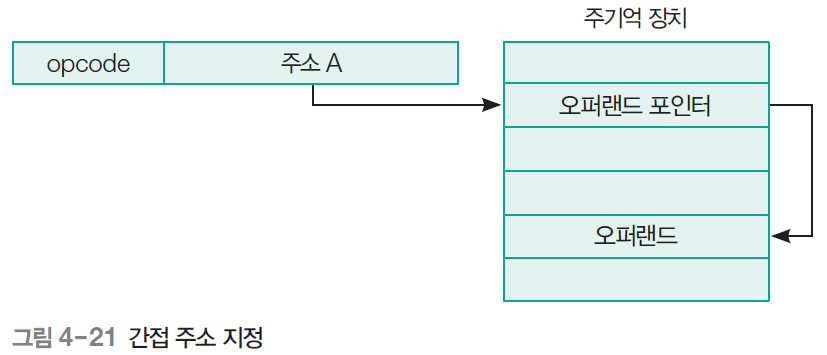 주기억 장치
opcode 주소 A
오퍼랜드 포인터
오퍼랜드
그림 4-21 간접 주소 지정